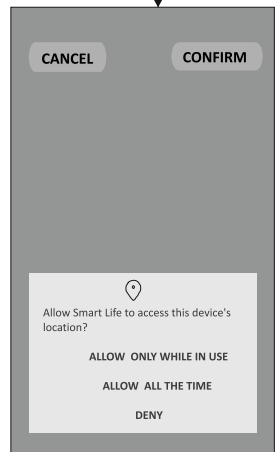 CANCEL
CONFIRM
Allow Smart Life to access this device's
location?
ALLOW ONLY WHILE IN USE
ALLOW ALL THE TIME
DENY